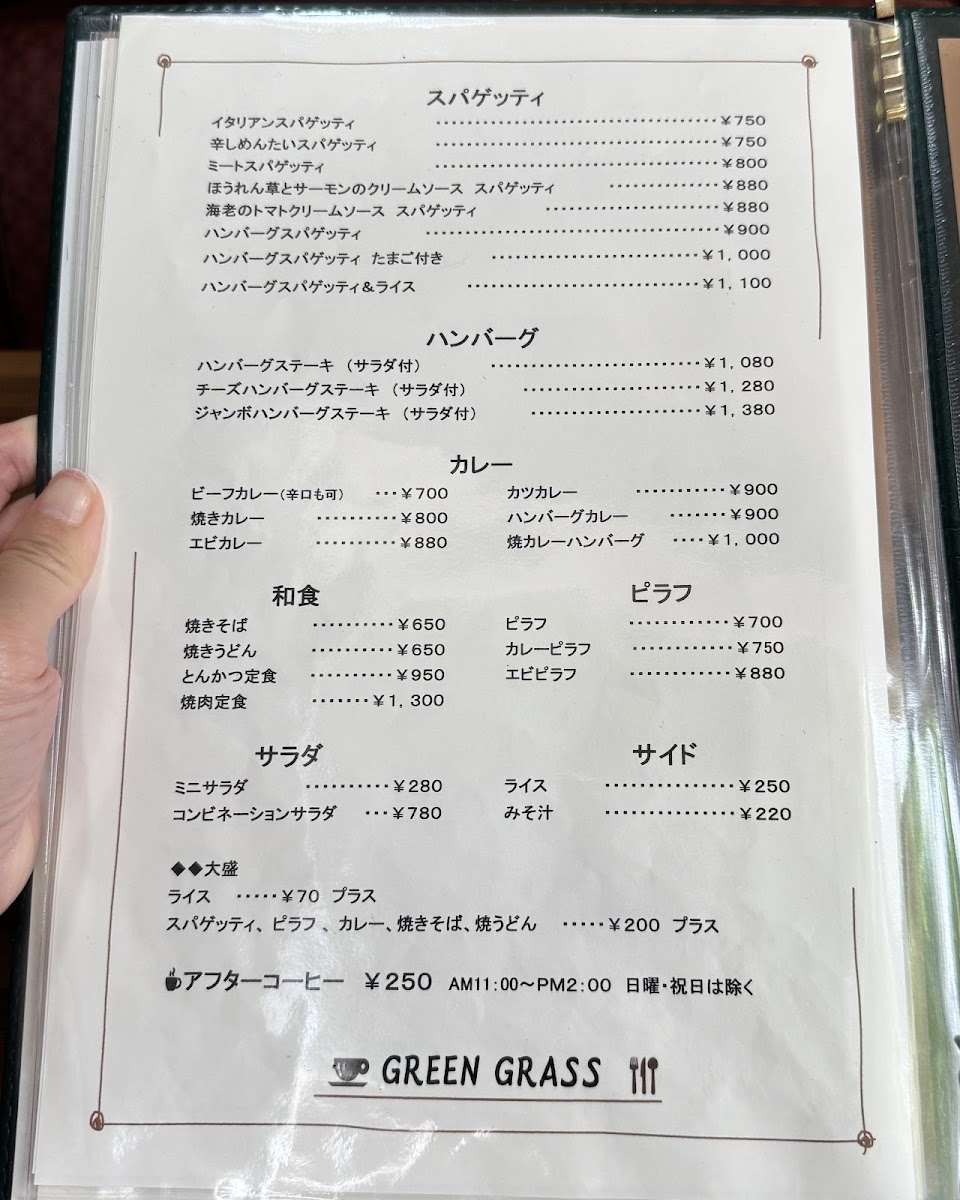 スパゲッティ
イタリアンスパゲッティ ‥‥‥‥‥‥‥‥‥‥‥‥‥‥¥750
辛しめんたいスパゲッティ ‥‥‥‥‥‥‥‥‥‥‥‥‥‥¥750
ミートスパゲッティ ‥‥‥‥‥‥‥‥‥‥‥‥‥‥¥800
ほうれん草とサーモンのクリームソース スパゲッティ ‥‥‥‥‥¥880
海老のトマトクリームソース スパゲッティ ‥‥‥‥‥‥‥‥¥880
ハンバーグスパゲッティ ‥‥‥‥‥‥‥‥‥‥‥‥‥‥¥900
ハンバーグスパゲッティ たまご付き ‥‥‥‥‥‥‥‥‥‥¥1,000
ハンバーグスパゲッティ&ライス ‥‥‥‥‥‥‥‥‥‥‥¥1,100
ハンバーグ
ハンバーグステーキ (サラダ付) ‥‥‥‥‥‥‥‥‥‥¥1,080
チーズハンバーグステーキ (サラダ付) ‥‥‥‥‥‥‥‥¥1,280
ジャンボハンバーグステーキ (サラダ付) ‥‥‥‥‥‥‥‥¥1,380
カレー
ビーフカレー(辛口も可) ‥‥¥700
焼きカレー ‥‥‥‥‥¥800
エビカレー ‥‥‥‥‥¥880
カツカレー ‥‥‥‥‥¥900
ハンバーグカレー ‥‥‥¥900
焼カレーハンバーグ ‥‥¥1,000
和食
焼きそば ‥‥‥‥‥¥650
焼きうどん ‥‥‥‥‥¥650
とんかつ定食 ‥‥‥‥‥¥950
焼肉定食 ‥‥‥‥¥1,300
ピラフ
ピラフ ‥‥‥‥‥‥¥700
カレーピラフ ‥‥‥‥‥‥¥750
エビピラフ ‥‥‥‥‥‥¥880
サラダ
ミニサラダ ‥‥‥‥‥¥280
コンビネーションサラダ ‥‥¥780
サイド
ライス ‥‥‥‥‥‥‥¥250
みそ汁 ‥‥‥‥‥‥‥¥220
◆◆大盛
ライス ‥‥‥¥70 プラス
スパゲッティ、ピラフ 、カレー、焼きそば、焼うどん ‥‥‥¥200 プラス
アフターコーヒー ¥250 AM11:00〜PM2:00 日曜・祝日は除く
GREEN GRASS